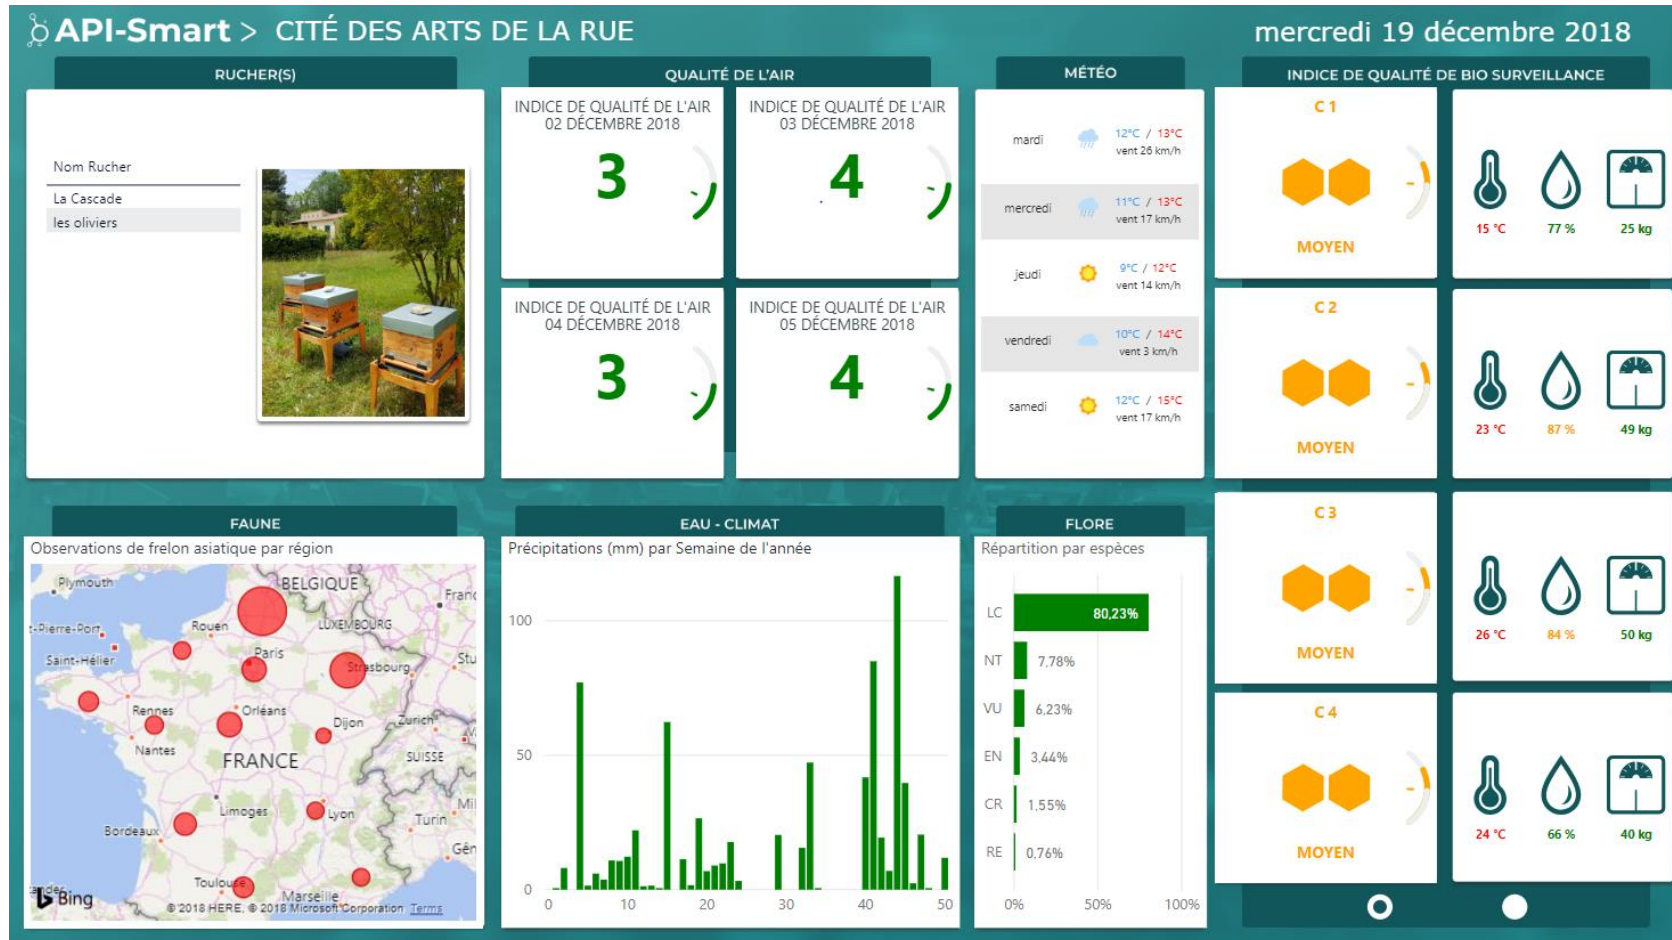 API-Smart > CITÉ DES ARTS DE LA RUE
mercredi 19 décembre 2018
RUCHER(S)
Nom Rucher
La Cascade
les oliviers
QUALITÉ DE L'AIR
INDICE DE QUALITÉ DE L'AIR
02 DÉCEMBRE 2018
3
INDICE DE QUALITÉ DE L'AIR
03 DÉCEMBRE 2018
4
INDICE DE QUALITÉ DE L'AIR
04 DÉCEMBRE 2018
3
INDICE DE QUALITÉ DE L'AIR
05 DÉCEMBRE 2018
4
MÉTÉO
mardi 12°C / 13°C
vent 26 km/h
mercredi 11°C / 13°C
vent 17 km/h
jeudi 9°C / 12°C
vent 14 km/h
vendredi 10°C / 14°C
vent 3 km/h
samedi 12°C / 15°C
vent 17 km/h
INDICE DE QUALITÉ DE BIO SURVEILLANCE
C 1
MOYEN
15 °C 77 % 25 kg
C 2
MOYEN
23 °C 87 % 49 kg
C 3
MOYEN
26 °C 84 % 50 kg
C 4
MOYEN
24 °C 66 % 40 kg
FAUNE
Observations de frelon asiatique par région
Plymouth
BELGIQUE
Franc
t-Pierre-Port
Rouen
LUXEMBOURG
Saint-Hélier
Paris
Strasbourg
Stu
Rennes
Orléans
Dijon
Zurich
Nantes
FRANCE
SUISSE
Limoges
Lyon
Mil
Turin
Bordeaux
Gên
Toulouse
Marseille
Bing
© 2018 HERE, © 2018 Microsoft Corporation Terms
EAU - CLIMAT
Précipitations (mm) par Semaine de l'année
100
50
0
0 10 20 30 40 50
FLORE
Répartition par espèces
LC 80,23%
NT 7,78%
VU 6,23%
EN 3,44%
CR 1,55%
RE 0,76%
0% 50% 100%